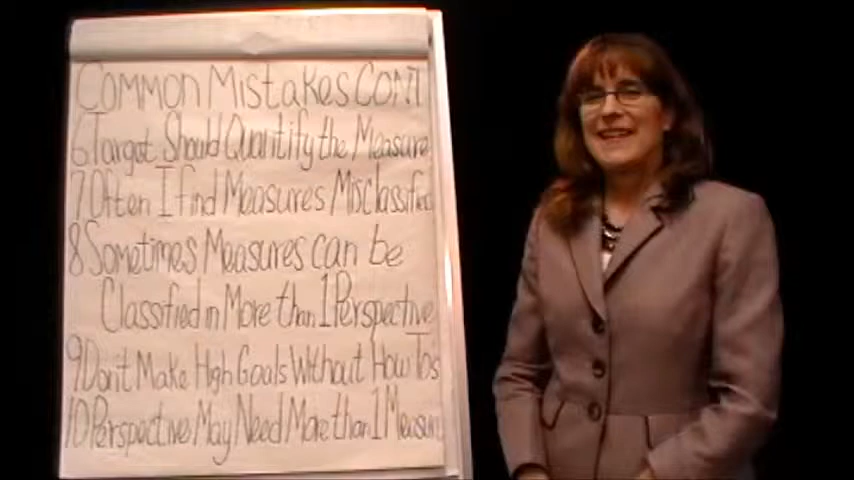 Common Mistakes Con't
6 Target Should Quantify the Measure
7 Often I find Measures Misclassified
8 Sometimes Measures can be
Classified in More than 1 Perspective
9 Don't Make High Goals Without How Tos
10 Perspective May Need More than 1 Measure